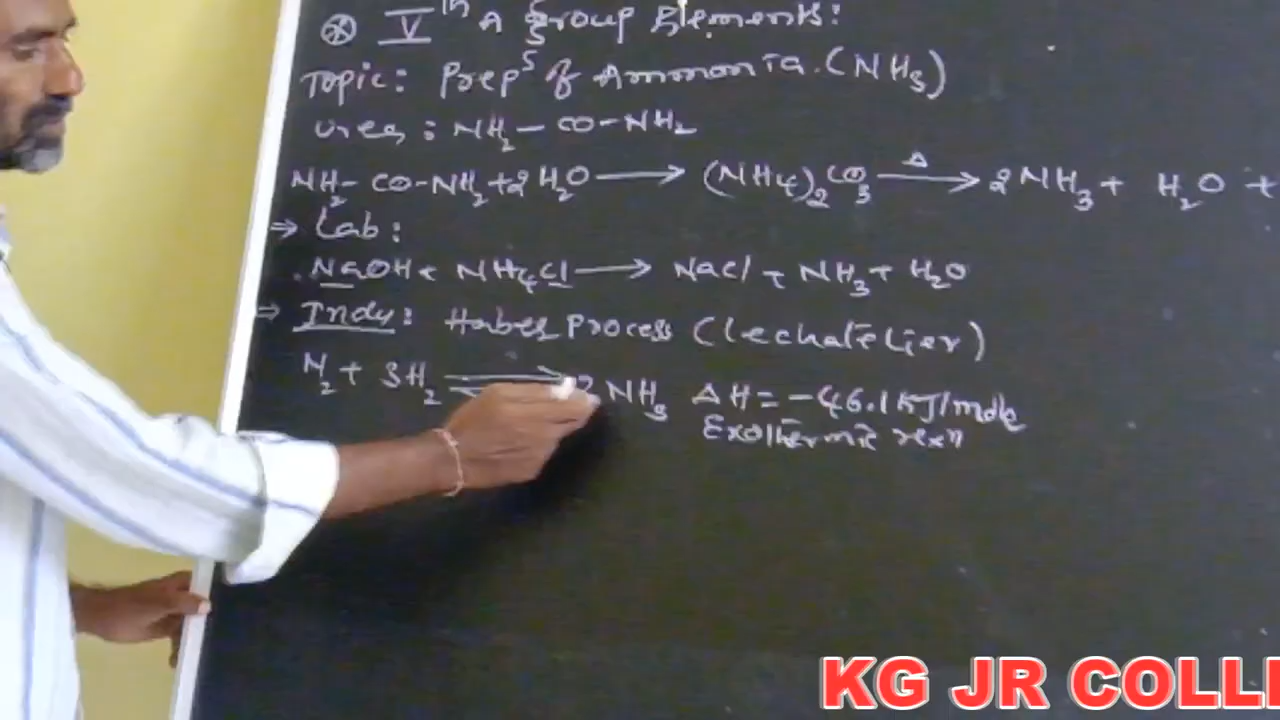 ⊛ Vth A Group Elements:
Topic: Prepⁿ of Ammonia. (NH₃)
Urea: NH₂ – CO – NH₂
NH₂ – CO – NH₂ + 2H₂O ⟶ (NH₄)₂CO₃ —Δ⟶ 2NH₃ + H₂O +
⇒ Lab:
NaOH + NH₄Cl ⟶ NaCl + NH₃ + H₂O
⇒ Indu: Haber Process (Lechatelier)
N₂ + 3H₂ ⇌ 2NH₃ ΔH = –46.1 KJ/mole
Exothermic rexⁿ
KG JR COLLE